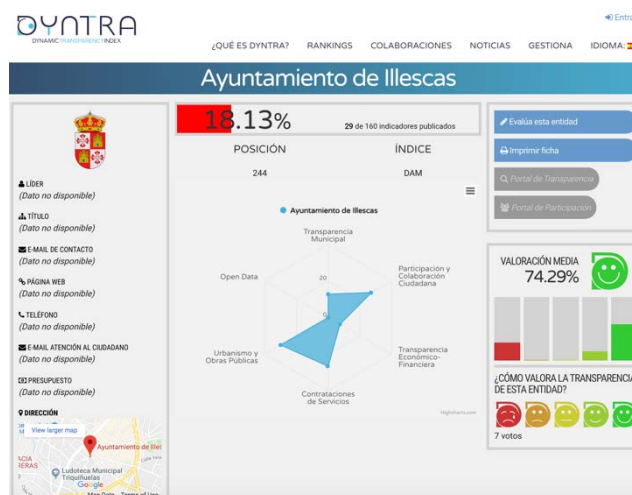 DYNTRA
DYNAMIC TRANSPARENCY INDEX
Entra
¿QUÉ ES DYNTRA? RANKINGS COLABORACIONES NOTICIAS GESTIONA IDIOMA:
Ayuntamiento de Illescas
LÍDER
(Dato no disponible)
TÍTULO
(Dato no disponible)
E-MAIL DE CONTACTO
(Dato no disponible)
PÁGINA WEB
(Dato no disponible)
TELÉFONO
(Dato no disponible)
E-MAIL ATENCIÓN AL CIUDADANO
(Dato no disponible)
PRESUPUESTO
(Dato no disponible)
DIRECCIÓN
View larger map
Ayuntamiento de Illes
Ludoteca Municipal
Triquiñuelas
Google
Map Data Terms of Use
18.13%
29 de 160 indicadores publicados
POSICIÓN ÍNDICE
244 DAM
Ayuntamiento de Illescas
Transparencia
Municipal
Participación y
Colaboración
Ciudadana
Transparencia
Económico-
Financiera
Contrataciones
de Servicios
Urbanismo y
Obras Públicas
Open Data
20
0
Highcharts.com
Evalúa esta entidad
Imprimir ficha
Portal de Transparencia
Portal de Participación
VALORACIÓN MEDIA
74.29%
¿CÓMO VALORA LA TRANSPARENCIA
DE ESTA ENTIDAD?
7 votos